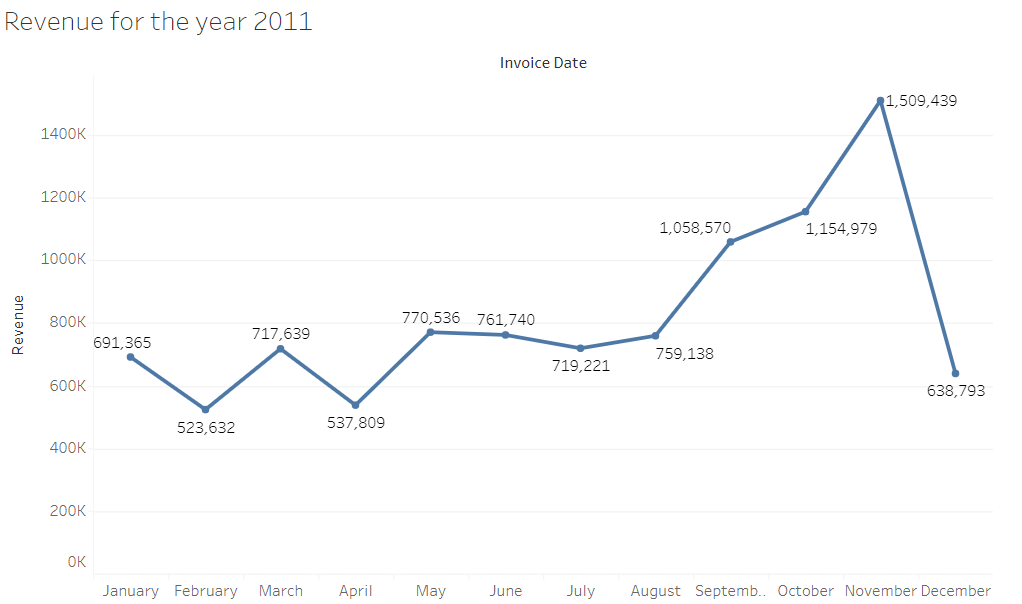 Revenue for the year 2011
Invoice Date
Revenue
1400K
1200K
1000K
800K
600K
400K
200K
0K
691,365
523,632
717,639
537,809
770,536
761,740
719,221
759,138
1,058,570
1,154,979
1,509,439
638,793
January February March April May June July August Septemb.. October November December